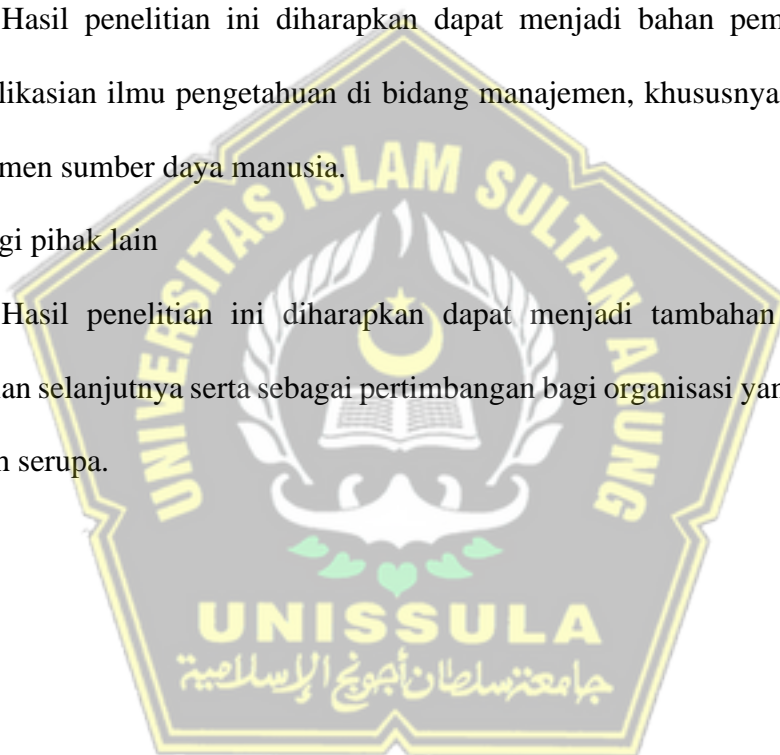 Hasil penelitian ini diharapkan dapat menjadi bahan pem
likasian ilmu pengetahuan di bidang manajemen, khususnya
men sumber daya manusia.
gi pihak lain
Hasil penelitian ini diharapkan dapat menjadi tambahan
an selanjutnya serta sebagai pertimbangan bagi organisasi yan
n serupa.
UNIVERSITAS ISLAM SULTAN AGUNG
UNISSULA
جامعة سلطان أجونج الإسلامية